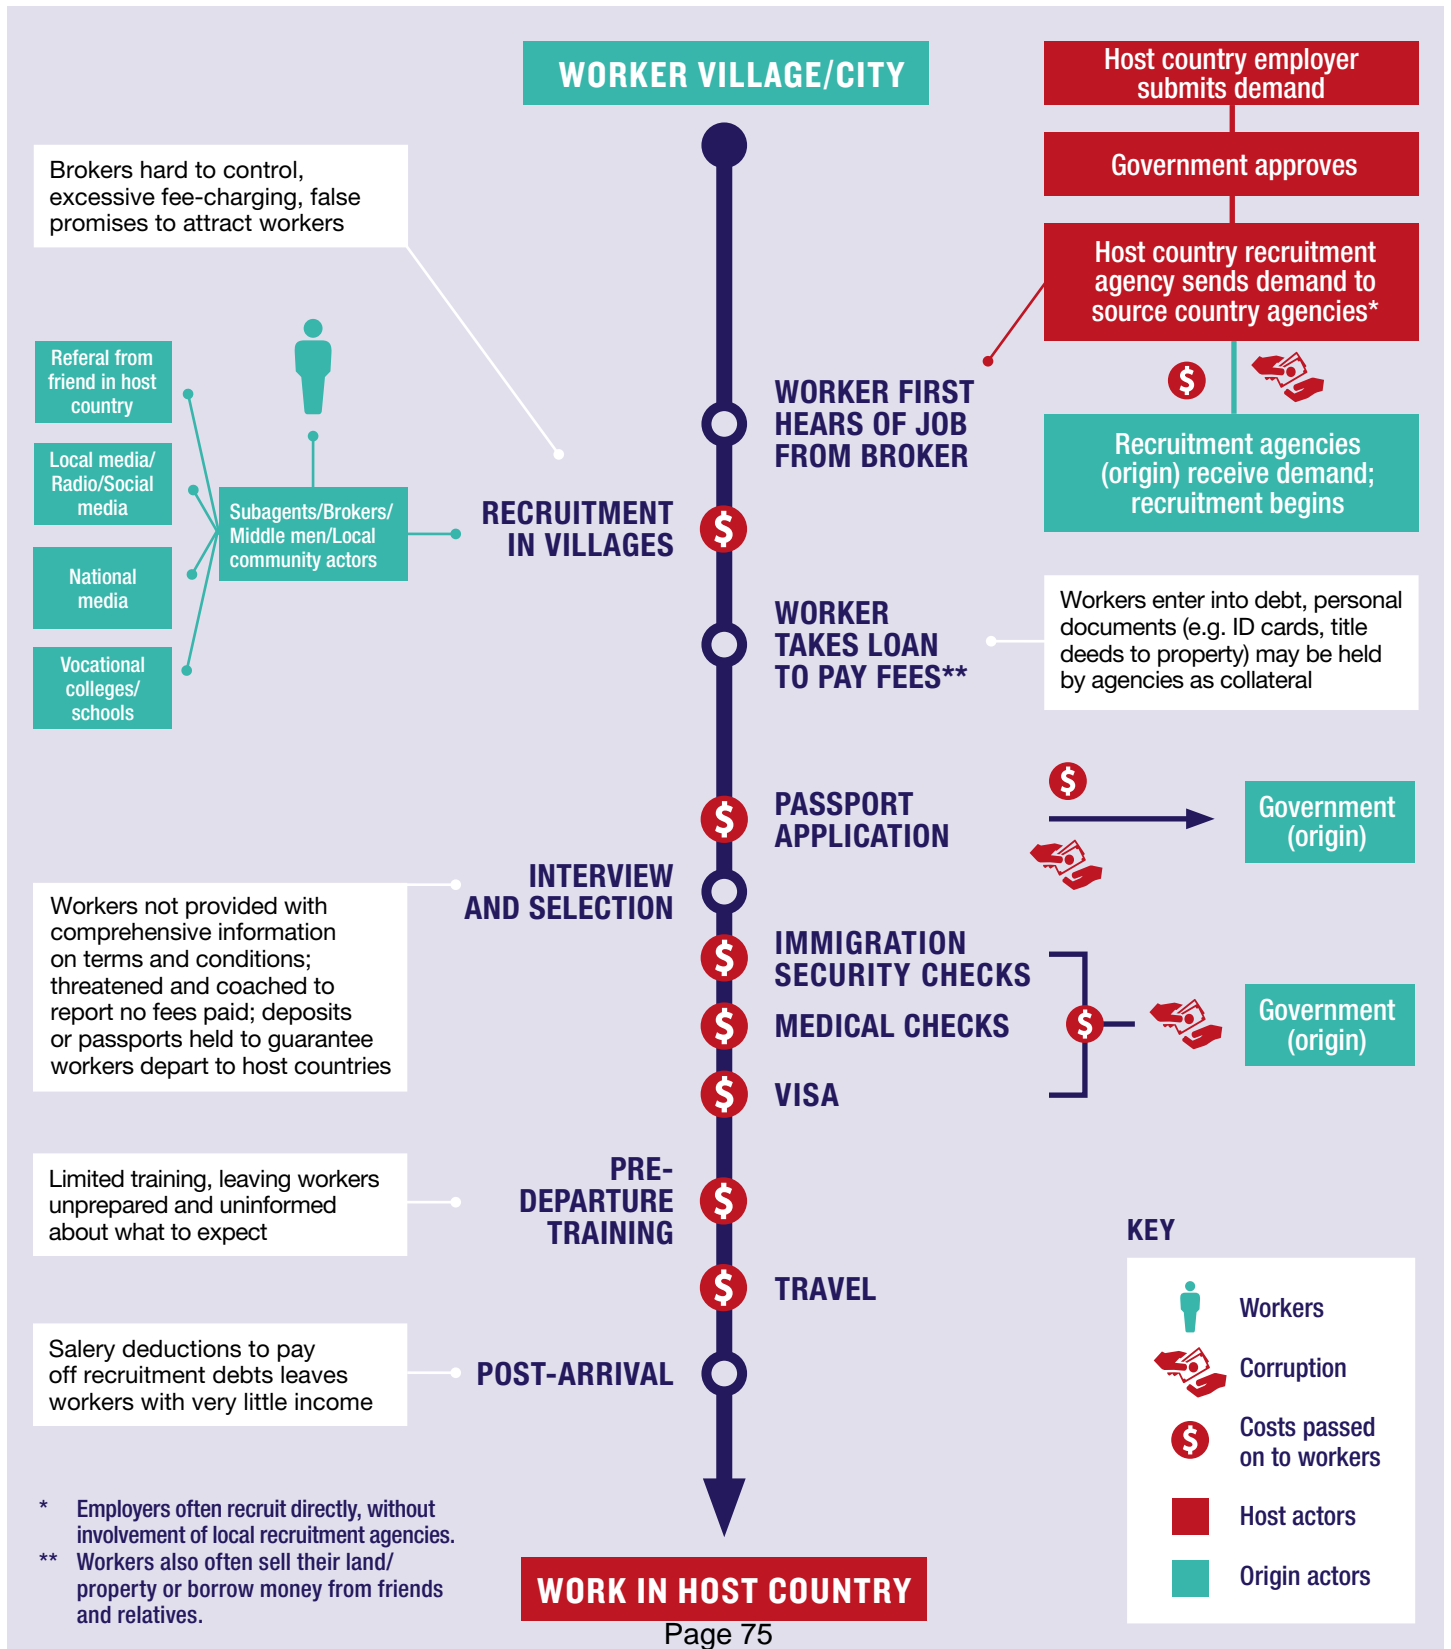 WORKER VILLAGE/CITY
Host country employer
submits demand
Government approves
Host country recruitment
agency sends demand to
source country agencies*
Recruitment agencies
(origin) receive demand;
recruitment begins
Brokers hard to control,
excessive fee-charging, false
promises to attract workers
Referal from
friend in host
country
Local media/
Radio/Social
media
National
media
Vocational
colleges/
schools
Subagents/Brokers/
Middle men/Local
community actors
WORKER FIRST
HEARS OF JOB
FROM BROKER
RECRUITMENT
IN VILLAGES
WORKER
TAKES LOAN
TO PAY FEES**
Workers enter into debt, personal
documents (e.g. ID cards, title
deeds to property) may be held
by agencies as collateral
PASSPORT
APPLICATION
Government
(origin)
INTERVIEW
AND SELECTION
Workers not provided with
comprehensive information
on terms and conditions;
threatened and coached to
report no fees paid; deposits
or passports held to guarantee
workers depart to host countries
IMMIGRATION
SECURITY CHECKS
MEDICAL CHECKS
VISA
Government
(origin)
PRE-
DEPARTURE
TRAINING
Limited training, leaving workers
unprepared and uninformed
about what to expect
TRAVEL
POST-ARRIVAL
Salery deductions to pay
off recruitment debts leaves
workers with very little income
KEY
Workers
Corruption
$ Costs passed
on to workers
Host actors
Origin actors
* Employers often recruit directly, without
involvement of local recruitment agencies.
** Workers also often sell their land/
property or borrow money from friends
and relatives.
WORK IN HOST COUNTRY
Page 75